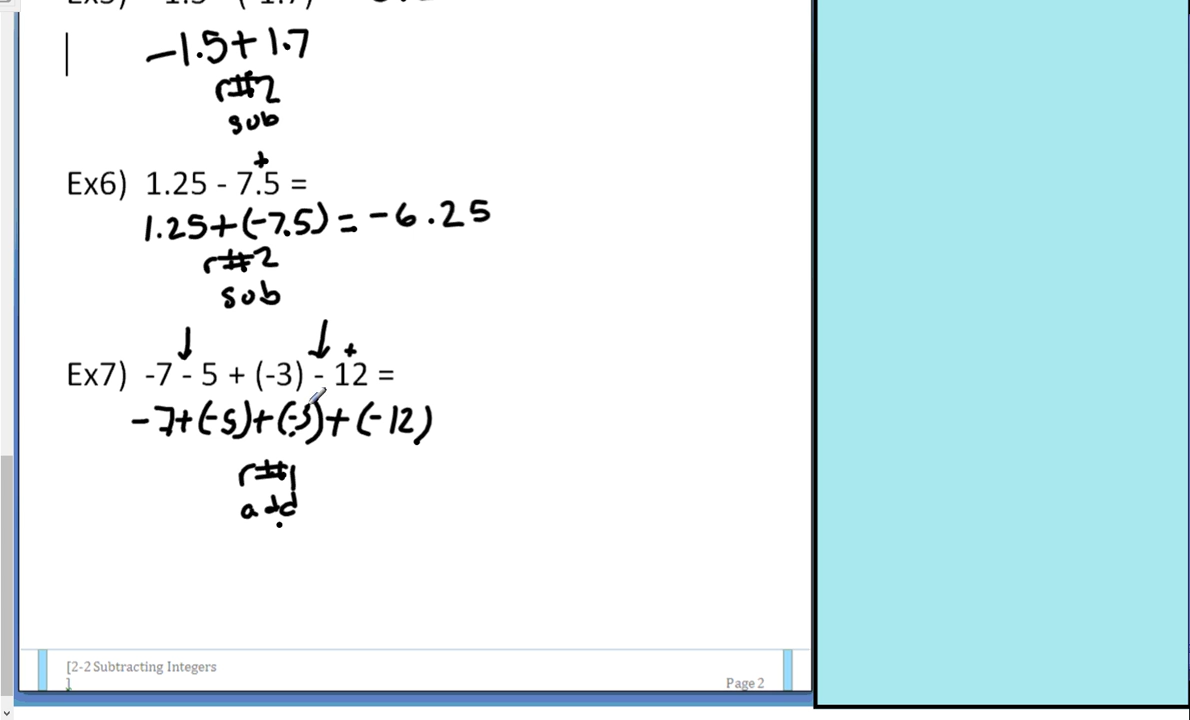 -1.5+1.7
r#2
sub
+
Ex6) 1.25 - 7.5 =
1.25+(-7.5) = -6.25
r#2
sub
+
Ex7) -7 - 5 + (-3) - 12 =
-7+(-5)+(-3)+(-12)
r#1
add
[2-2 Subtracting Integers
]
Page 2